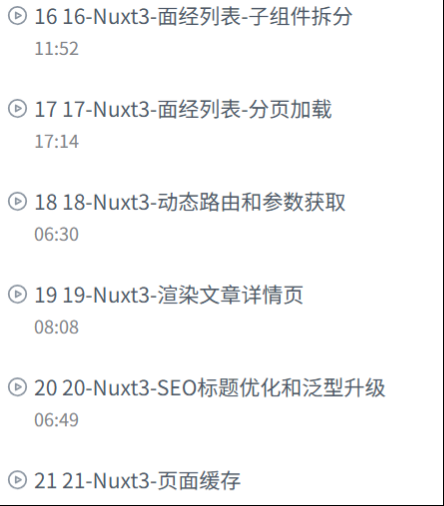 16 16-Nuxt3-面经列表-子组件拆分
11:52
17 17-Nuxt3-面经列表-分页加载
17:14
18 18-Nuxt3-动态路由和参数获取
06:30
19 19-Nuxt3-渲染文章详情页
08:08
20 20-Nuxt3-SEO标题优化和泛型升级
06:49
21 21-Nuxt3-页面缓存